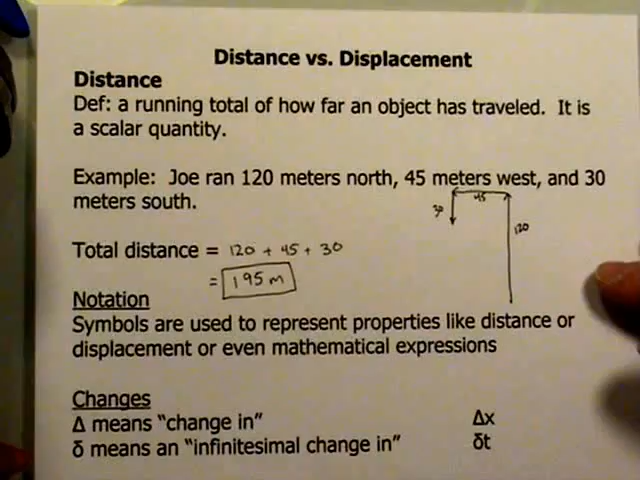 Distance vs. Displacement
Distance
Def: a running total of how far an object has traveled. It is
a scalar quantity.
Example: Joe ran 120 meters north, 45 meters west, and 30
meters south.
45
30
120
Total distance = 120 + 45 + 30
= 195 m
Notation
Symbols are used to represent properties like distance or
displacement or even mathematical expressions
Changes
Δ means “change in” Δx
δ means an “infinitesimal change in” δt